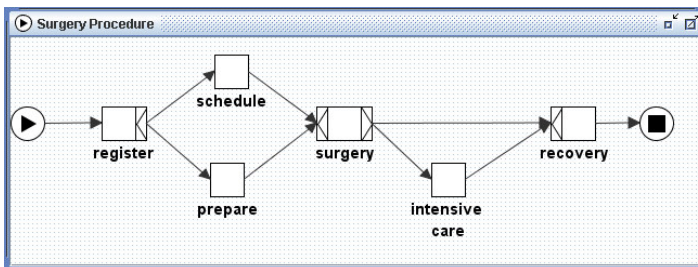 Surgery Procedure
schedule
register
surgery
recovery
prepare
intensive
care